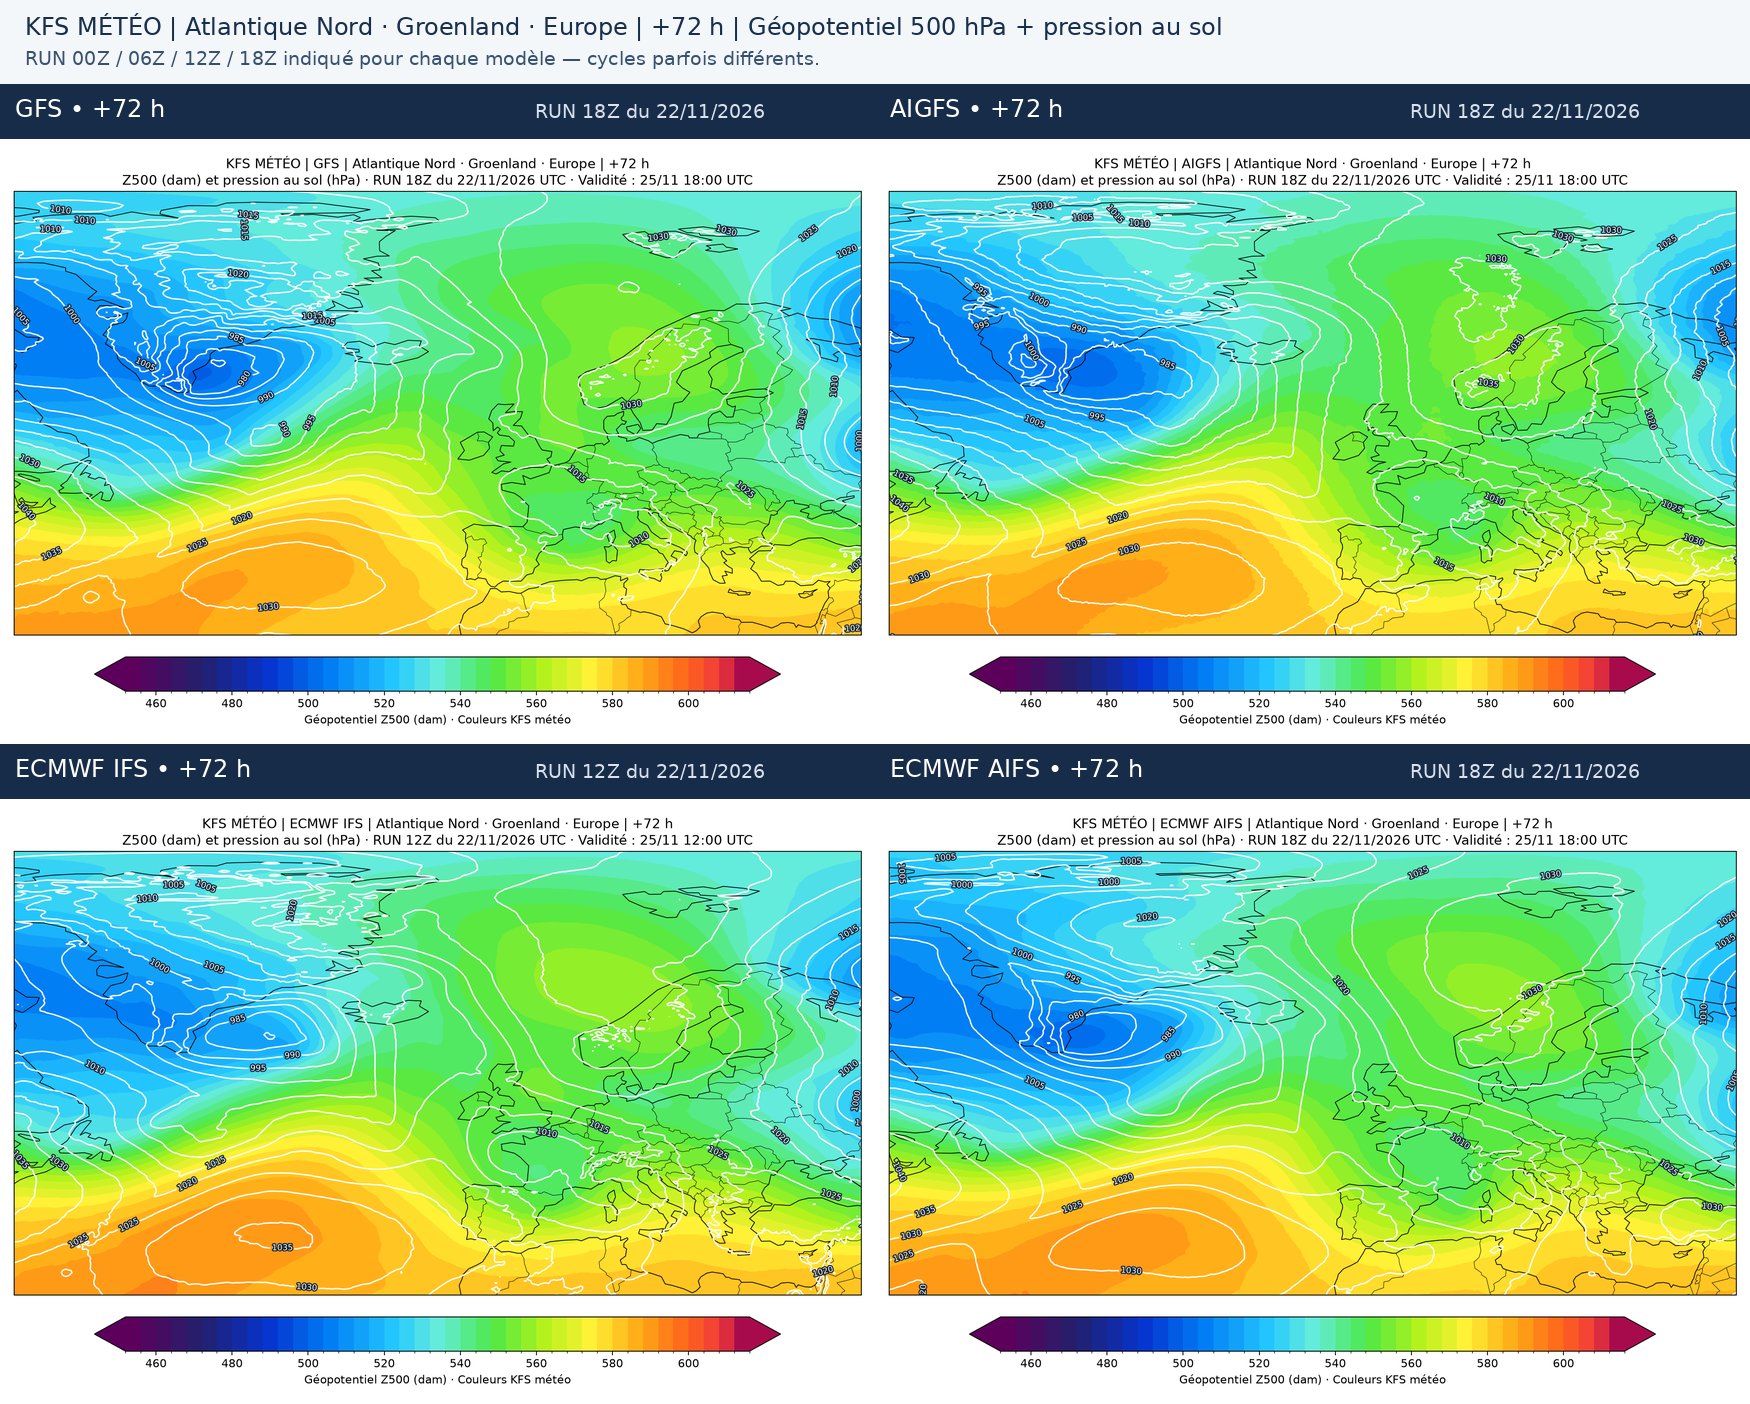 KFS MÉTÉO | Atlantique Nord · Groenland · Europe | +72 h | Géopotentiel 500 hPa + pression au sol
RUN 00Z / 06Z / 12Z / 18Z indiqué pour chaque modèle — cycles parfois différents.
GFS • +72 h
RUN 18Z du 22/11/2026
AIGFS • +72 h
RUN 18Z du 22/11/2026
KFS MÉTÉO | GFS | Atlantique Nord · Groenland · Europe | +72 h
Z500 (dam) et pression au sol (hPa) · RUN 18Z du 22/11/2026 UTC · Validité : 25/11 18:00 UTC
KFS MÉTÉO | AIGFS | Atlantique Nord · Groenland · Europe | +72 h
Z500 (dam) et pression au sol (hPa) · RUN 18Z du 22/11/2026 UTC · Validité : 25/11 18:00 UTC
460 480 500 520 540 560 580 600
Géopotentiel Z500 (dam) · Couleurs KFS météo
460 480 500 520 540 560 580 600
Géopotentiel Z500 (dam) · Couleurs KFS météo
ECMWF IFS • +72 h
RUN 12Z du 22/11/2026
ECMWF AIFS • +72 h
RUN 18Z du 22/11/2026
KFS MÉTÉO | ECMWF IFS | Atlantique Nord · Groenland · Europe | +72 h
Z500 (dam) et pression au sol (hPa) · RUN 12Z du 22/11/2026 UTC · Validité : 25/11 12:00 UTC
KFS MÉTÉO | ECMWF AIFS | Atlantique Nord · Groenland · Europe | +72 h
Z500 (dam) et pression au sol (hPa) · RUN 18Z du 22/11/2026 UTC · Validité : 25/11 18:00 UTC
460 480 500 520 540 560 580 600
Géopotentiel Z500 (dam) · Couleurs KFS météo
460 480 500 520 540 560 580 600
Géopotentiel Z500 (dam) · Couleurs KFS météo